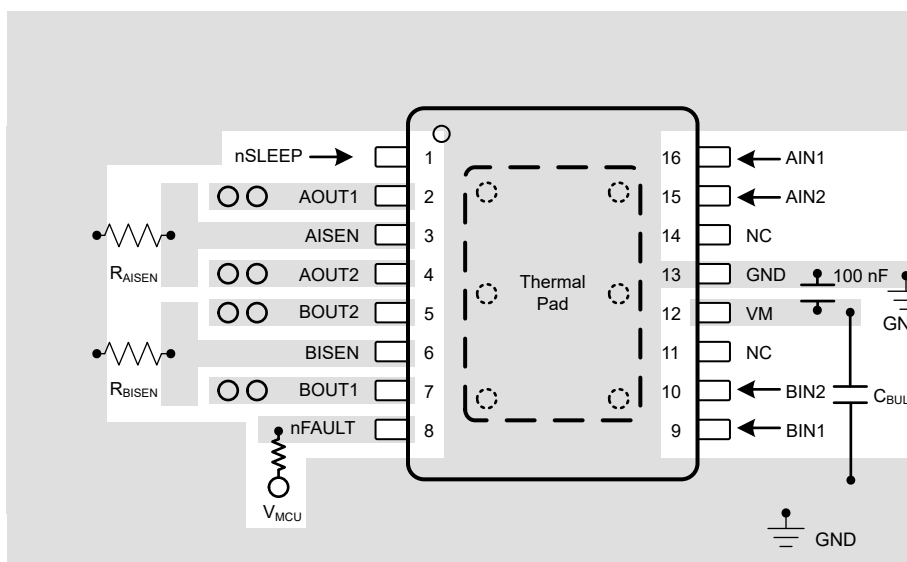 nSLEEP 1 16 AIN1
AOUT1 2 15 AIN2
AISEN 3 14 NC
RAISEN
AOUT2 4 13 GND 100 nF
Thermal
Pad
BOUT2 5 12 VM GN
BISEN 6 11 NC
RBISEN
BOUT1 7 10 BIN2 CBUL
nFAULT 8 9 BIN1
VMCU
GND